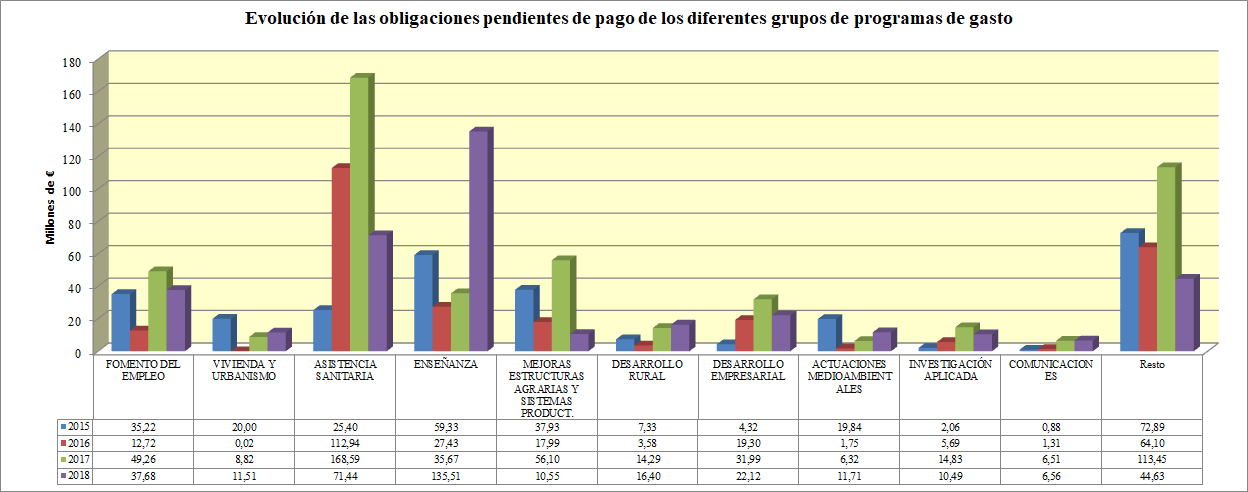 Evolución de las obligaciones pendientes de pago de los diferentes grupos de programas de gasto
Millones de €
180
160
140
120
100
80
60
40
20
0
FOMENTO DEL EMPLEO
VIVIENDA Y URBANISMO
ASISTENCIA SANITARIA
ENSEÑANZA
MEJORAS ESTRUCTURAS AGRARIAS Y SISTEMAS PRODUCT.
DESARROLLO RURAL
DESARROLLO EMPRESARIAL
ACTUACIONES MEDIOAMBIENTALES
INVESTIGACIÓN APLICADA
COMUNICACIONES
Resto
2015 35,22 20,00 25,40 59,33 37,93 7,33 4,32 19,84 2,06 0,88 72,89
2016 12,72 0,02 112,94 27,43 17,99 3,58 19,30 1,75 5,69 1,31 64,10
2017 49,26 8,82 168,59 35,67 56,10 14,29 31,99 6,32 14,83 6,51 113,45
2018 37,68 11,51 71,44 135,51 10,55 16,40 22,12 11,71 10,49 6,56 44,63